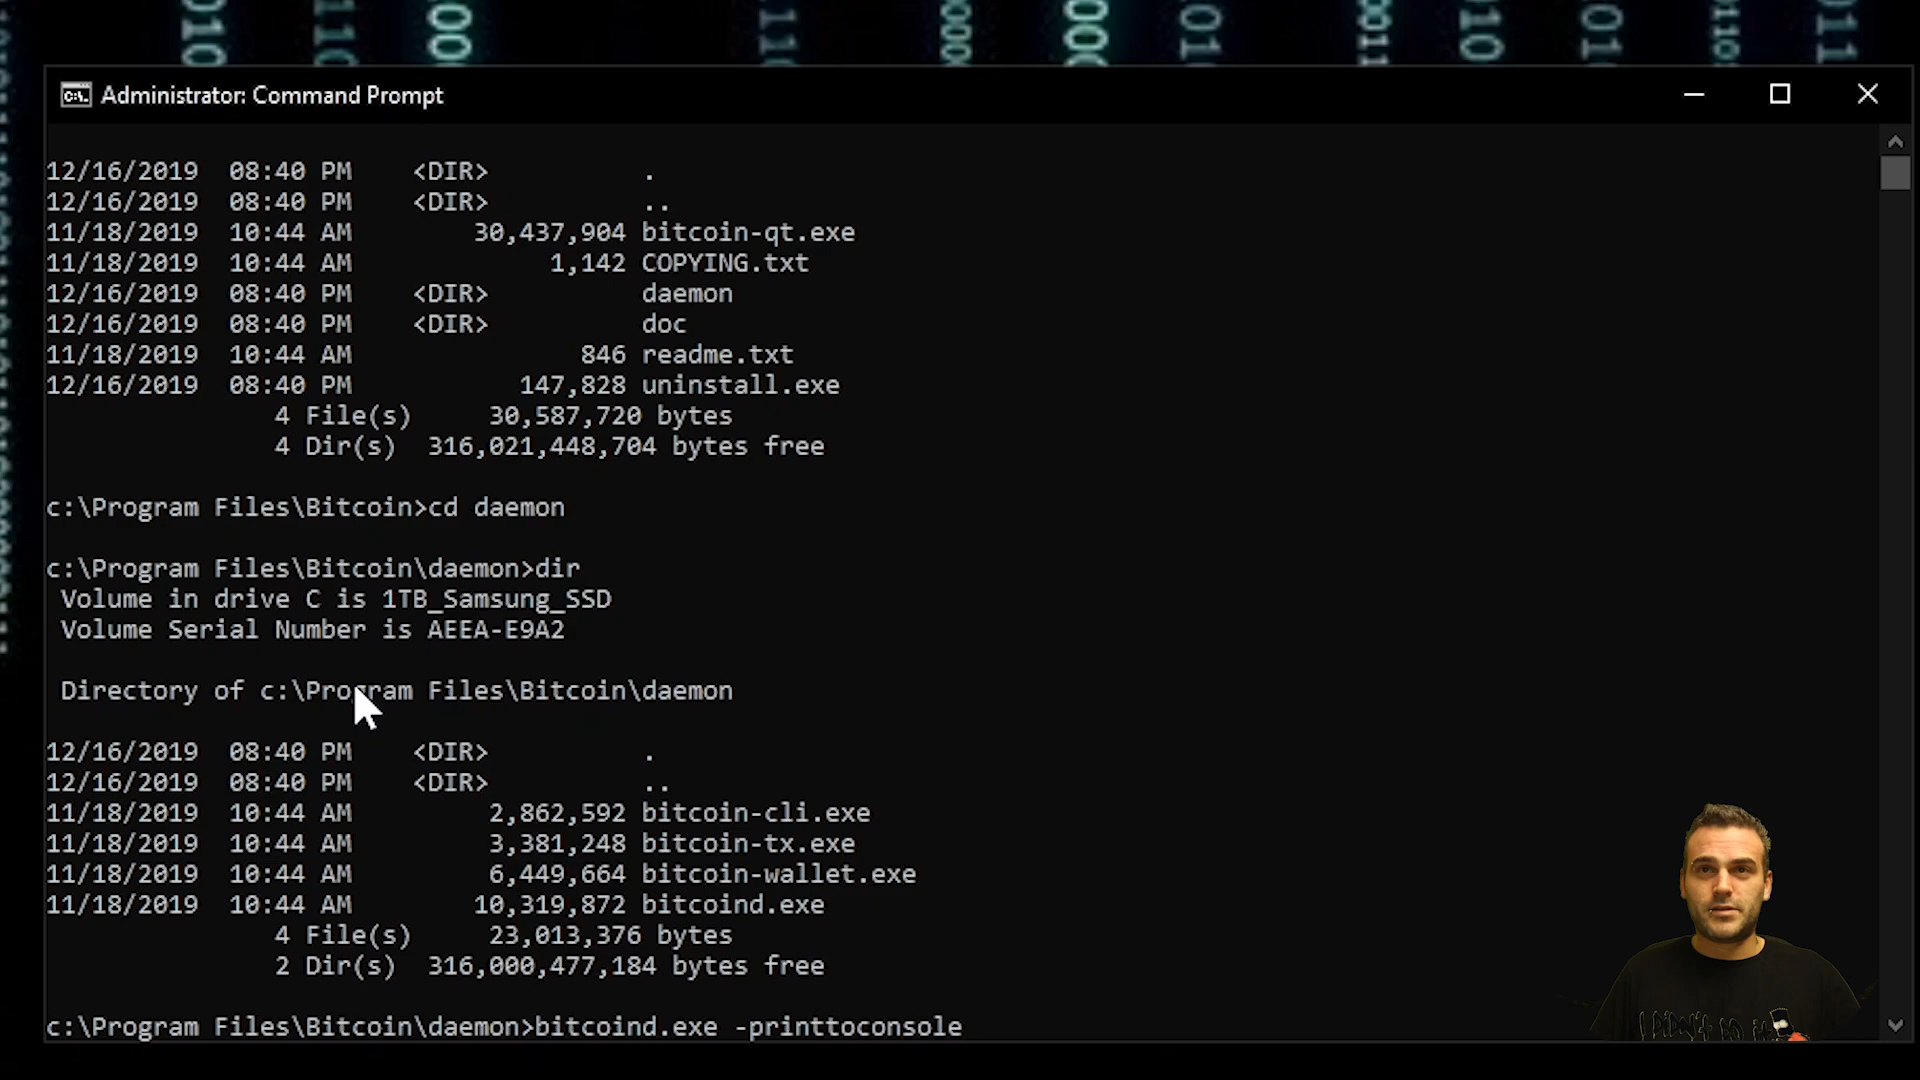 Administrator: Command Prompt
12/16/2019  08:40 PM    <DIR>          .
12/16/2019  08:40 PM    <DIR>          ..
11/18/2019  10:44 AM        30,437,904 bitcoin-qt.exe
11/18/2019  10:44 AM             1,142 COPYING.txt
12/16/2019  08:40 PM    <DIR>          daemon
12/16/2019  08:40 PM    <DIR>          doc
11/18/2019  10:44 AM               846 readme.txt
12/16/2019  08:40 PM           147,828 uninstall.exe
               4 File(s)     30,587,720 bytes
               4 Dir(s)  316,021,448,704 bytes free
c:\Program Files\Bitcoin>cd daemon
c:\Program Files\Bitcoin\daemon>dir
Volume in drive C is 1TB_Samsung_SSD
Volume Serial Number is AEEA-E9A2
Directory of c:\Program Files\Bitcoin\daemon
12/16/2019  08:40 PM    <DIR>          .
12/16/2019  08:40 PM    <DIR>          ..
11/18/2019  10:44 AM         2,862,592 bitcoin-cli.exe
11/18/2019  10:44 AM         3,381,248 bitcoin-tx.exe
11/18/2019  10:44 AM         6,449,664 bitcoin-wallet.exe
11/18/2019  10:44 AM        10,319,872 bitcoind.exe
               4 File(s)     23,013,376 bytes
               2 Dir(s)  316,000,477,184 bytes free
c:\Program Files\Bitcoin\daemon>bitcoind.exe -printtoconsole
I DIDN'T DO IT